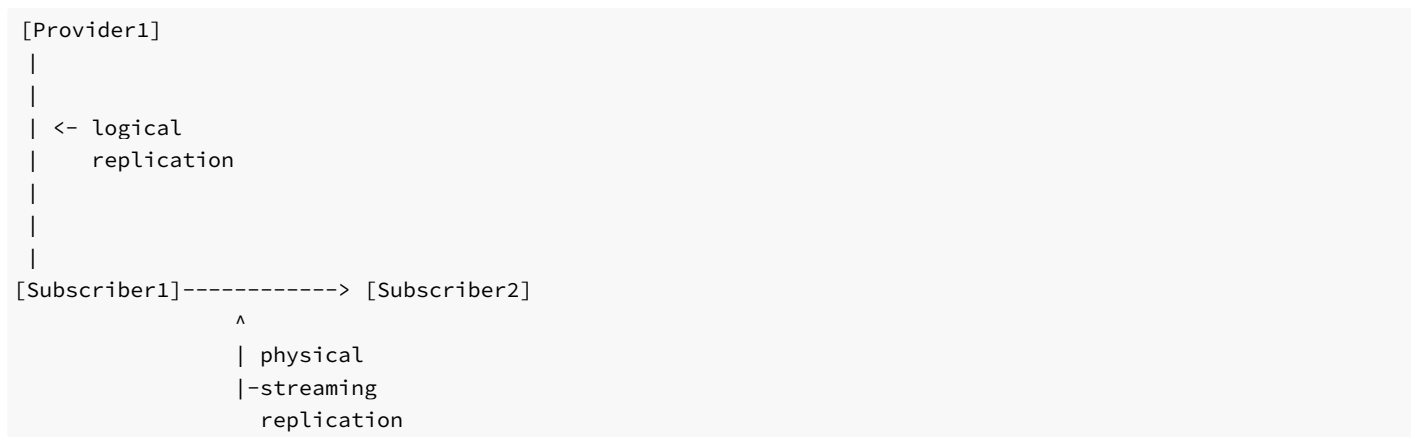 [Provider1]
 |
 |
 | <- logical
 |    replication
 |
 |
 |
[Subscriber1]------------> [Subscriber2]
                ^
                | physical
                |-streaming
                  replication